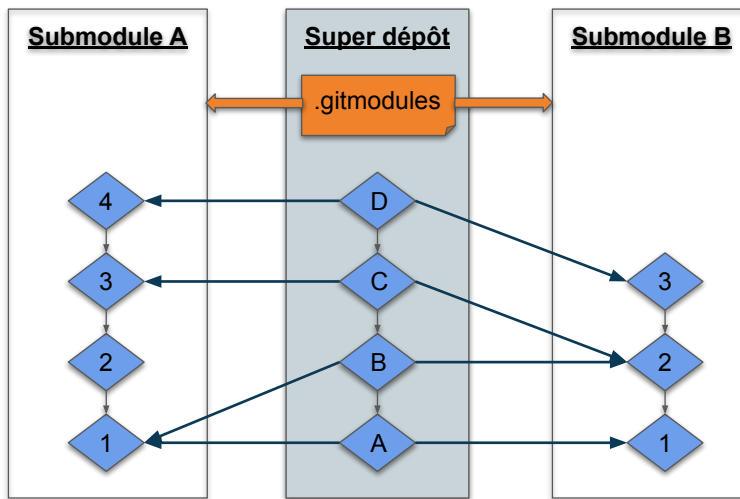 Submodule A
Super dépôt
Submodule B
.gitmodules
4
D
3
C
3
2
B
2
1
A
1